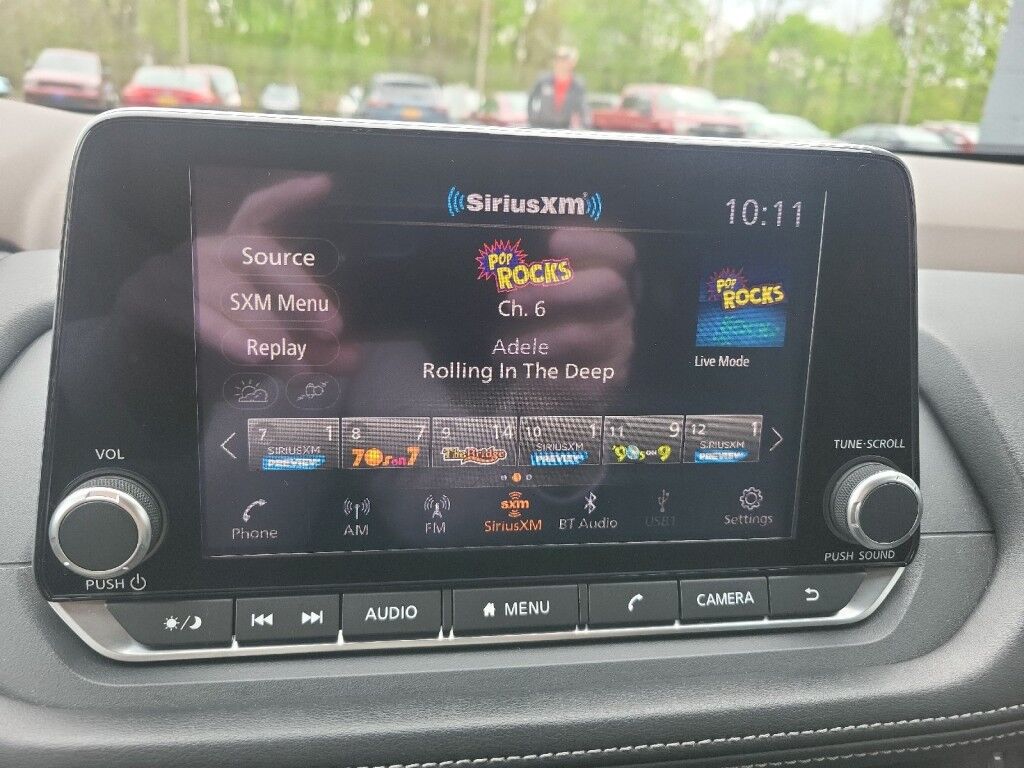 SiriusXM
10:11
Source
SXM Menu
Replay
POP
ROCKS
Ch. 6
Adele
Rolling In The Deep
POP
ROCKS
Live Mode
7 1
SIRIUSXM
PREVIEW
8 7
70s on 7
9 14
The Bridge
10 1
SIRIUSXM
PREVIEW
11 9
90s on 9
12 1
SIRIUSXM
PREVIEW
VOL
TUNE·SCROLL
Phone
AM
FM
sxm
SiriusXM
BT Audio
USB1
Settings
PUSH
PUSH SOUND
AUDIO
MENU
CAMERA